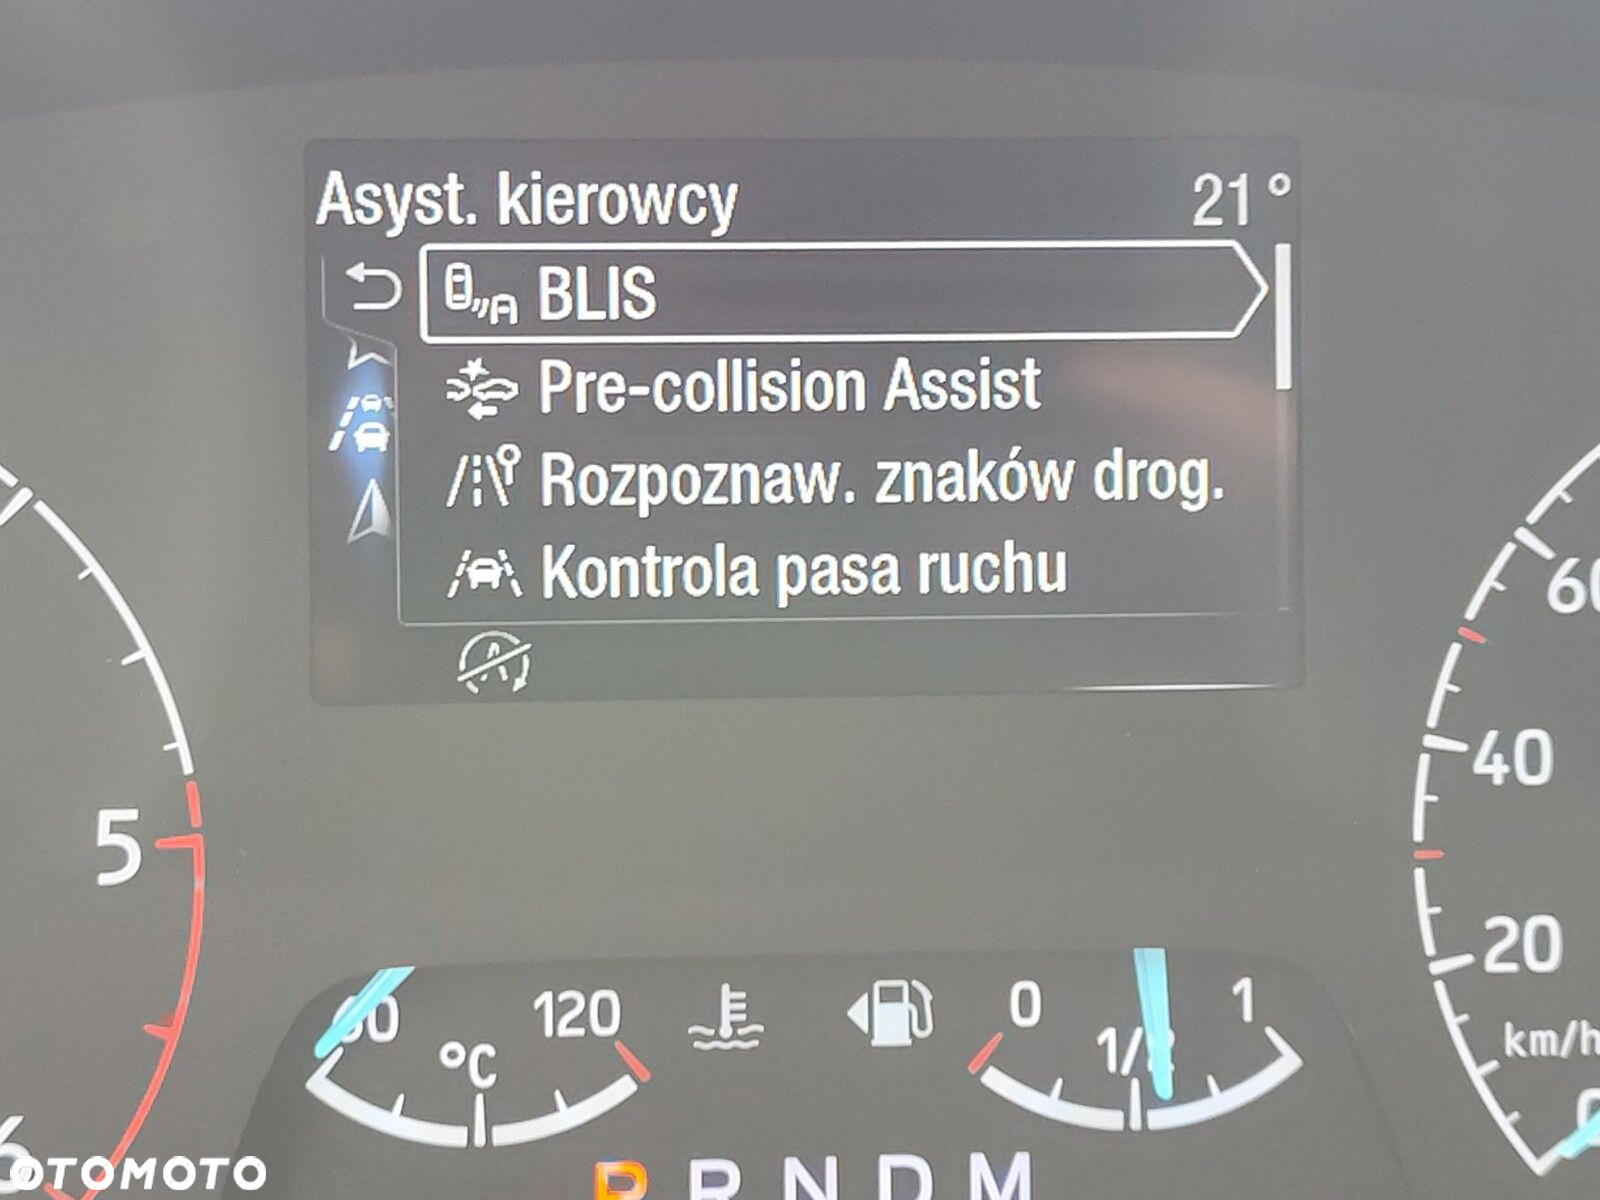 Asyst. kierowcy 21°
BLIS
Pre-collision Assist
Rozpoznaw. znaków drog.
Kontrola pasa ruchu
A
60
40
5
20
km/h
120
°C
0
1/2
1
6
P R N D M
OTOMOTO